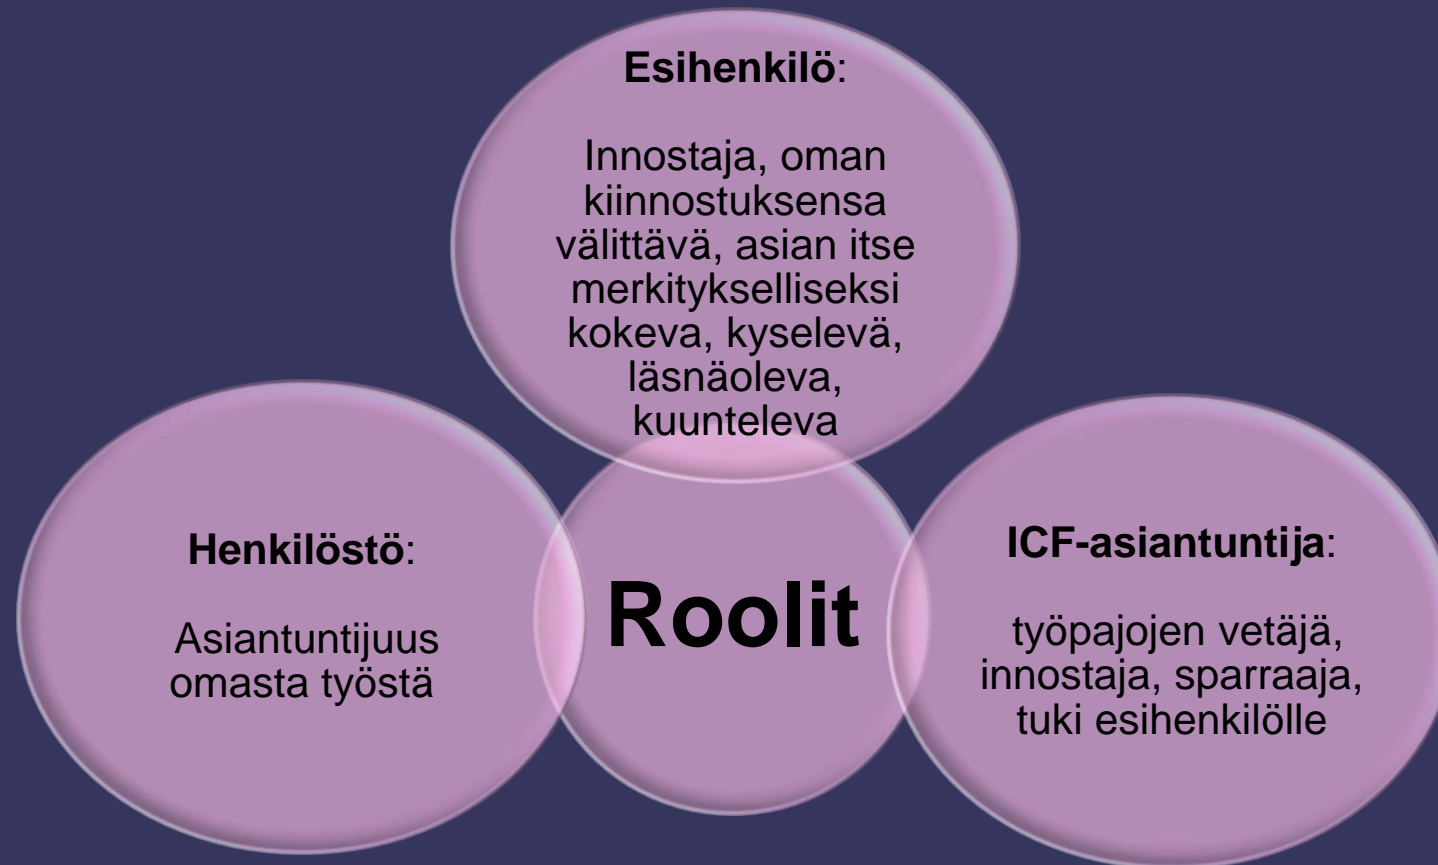 Esihenkilö:
Innostaja, oman
kiinnostuksensa
välittävä, asian itse
merkitykselliseksi
kokeva, kyselevä,
läsnäoleva,
kuunteleva
Henkilöstö:
Asiantuntijuus
omasta työstä
Roolit
ICF-asiantuntija:
työpajojen vetäjä,
innostaja, sparraaja,
tuki esihenkilölle